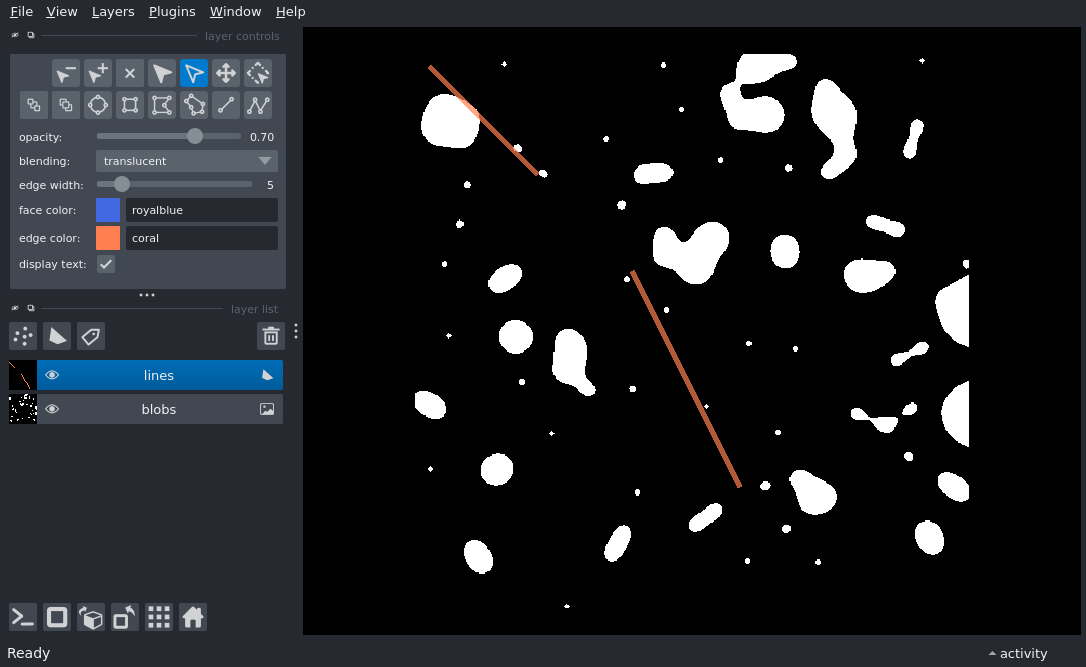 File View Layers Plugins Window Help
layer controls
opacity: 0.70
blending: translucent
edge width: 5
face color: royalblue
edge color: coral
display text:
layer list
lines
blobs
Ready
activity